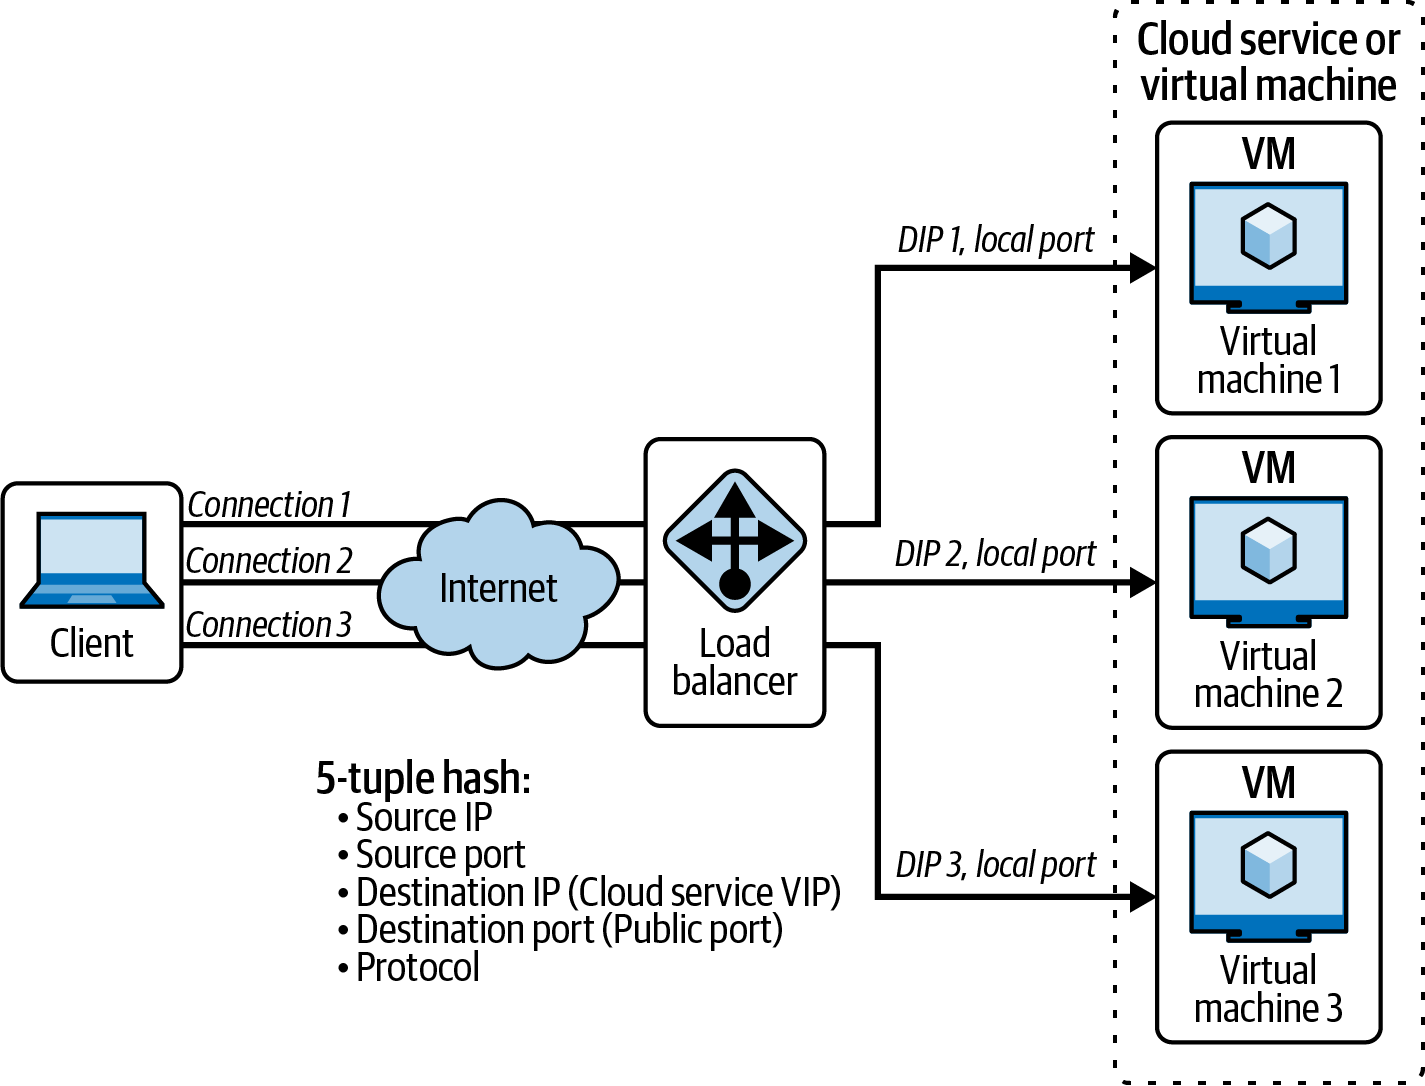 Cloud service or
virtual machine
VM
Virtual
machine 1
DIP 1, local port
VM
Virtual
machine 2
DIP 2, local port
VM
Virtual
machine 3
DIP 3, local port
Connection 1
Connection 2
Connection 3
Client
Internet
Load
balancer
5-tuple hash:
• Source IP
• Source port
• Destination IP (Cloud service VIP)
• Destination port (Public port)
• Protocol